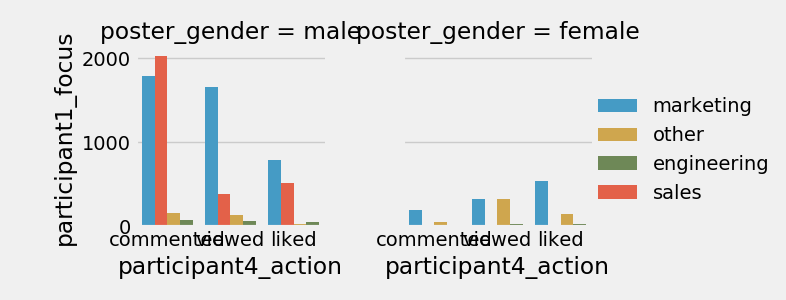 poster_gender = male
poster_gender = female
participant1_focus
2000
1000
0
commented
viewed
liked
commented
viewed
liked
participant4_action
participant4_action
marketing
other
engineering
sales